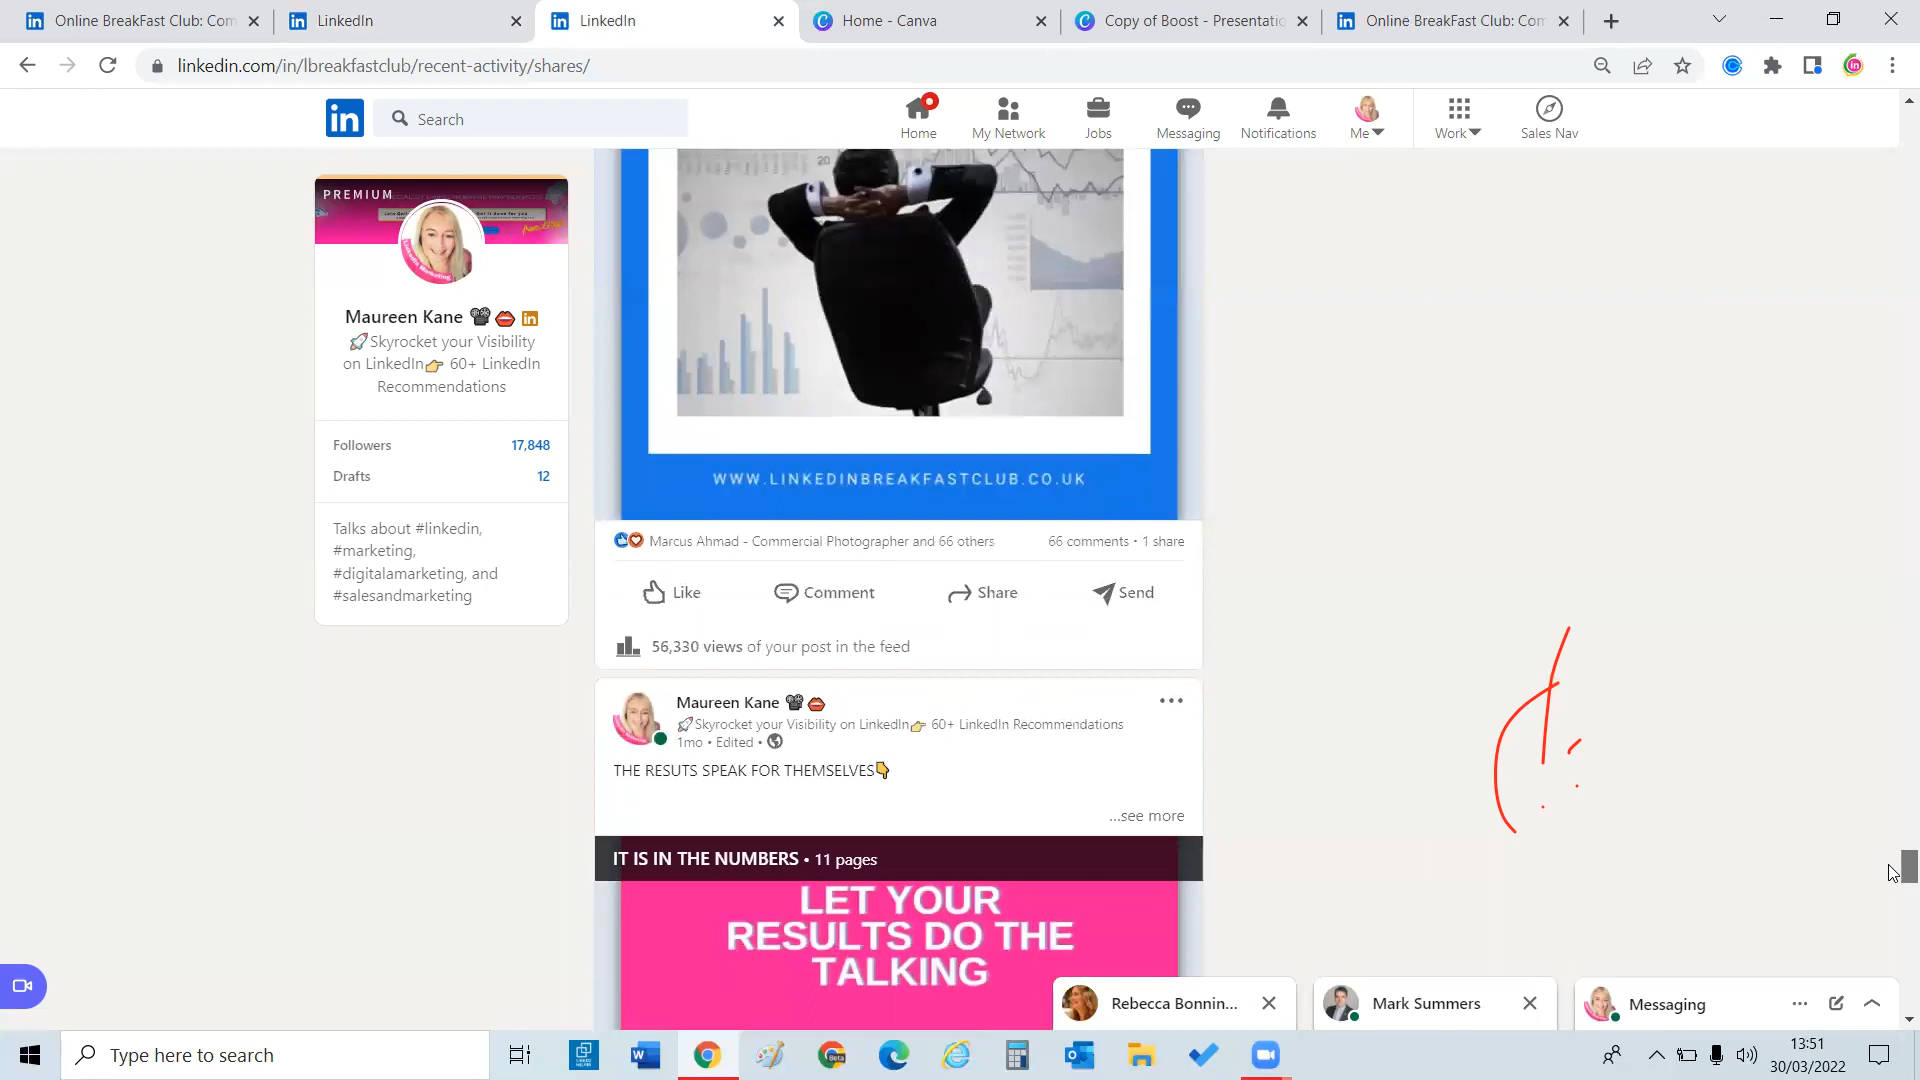 Online BreakFast Club: Com
LinkedIn
LinkedIn
Home - Canva
Copy of Boost - Presentatio
Online BreakFast Club: Com
linkedin.com/in/lbreakfastclub/recent-activity/shares/
in
Search
Home
My Network
Jobs
Messaging
Notifications
Me
Work
Sales Nav
PREMIUM
LinkedIn Marketing
Maureen Kane
Skyrocket your Visibility
on LinkedIn👉 60+ LinkedIn
Recommendations
Followers 17,848
Drafts 12
Talks about #linkedin,
#marketing,
#digitalamarketing, and
#salesandmarketing
20
WWW.LINKEDINBREAKFASTCLUB.CO.UK
Marcus Ahmad - Commercial Photographer and 66 others 66 comments • 1 share
Like
Comment
Share
Send
56,330 views of your post in the feed
Maureen Kane
🚀Skyrocket your Visibility on LinkedIn👉 60+ LinkedIn Recommendations
1mo • Edited •
THE RESUTS SPEAK FOR THEMSELVES👇
...see more
IT IS IN THE NUMBERS • 11 pages
LET YOUR
RESULTS DO THE
TALKING
Rebecca Bonnin...
Mark Summers
Messaging
Type here to search
Beta
13:51
30/03/2022